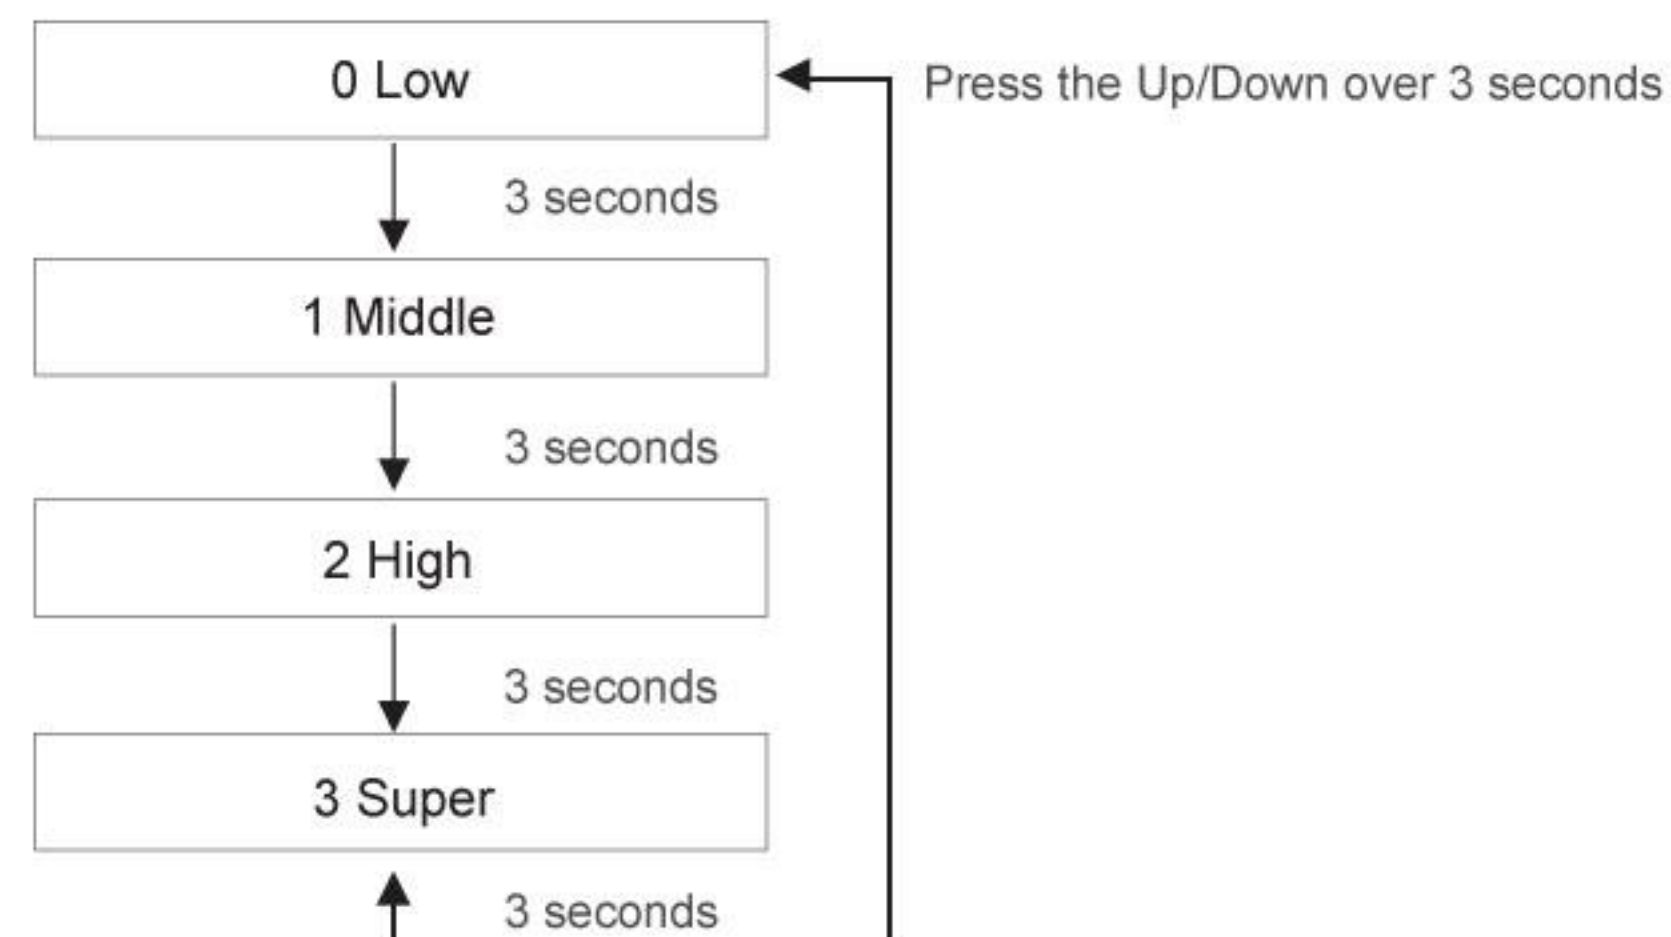 0 Low
Press the Up/Down over 3 seconds
3 seconds
1 Middle
3 seconds
2 High
3 seconds
3 Super
3 seconds